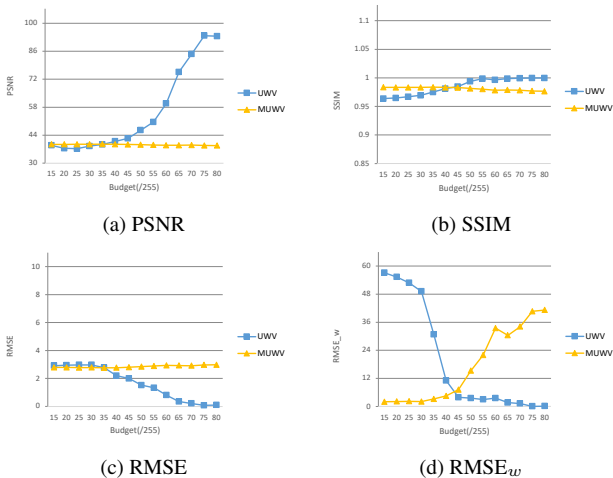 PSNR
100
86
72
58
44
30
15 20 25 30 35 40 45 50 55 60 65 70 75 80
Budget(/255)
UWV
MUWV
(a) PSNR
SSIM
1.1
1.05
1
0.95
0.9
0.85
15 20 25 30 35 40 45 50 55 60 65 70 75 80
Budget(/255)
UWV
MUWV
(b) SSIM
RMSE
10
8
6
4
2
0
15 20 25 30 35 40 45 50 55 60 65 70 75 80
Budget(/255)
UWV
MUWV
(c) RMSE
RMSE_w
60
48
36
24
12
0
15 20 25 30 35 40 45 50 55 60 65 70 75 80
Budget(/255)
UWV
MUWV
(d) RMSEw